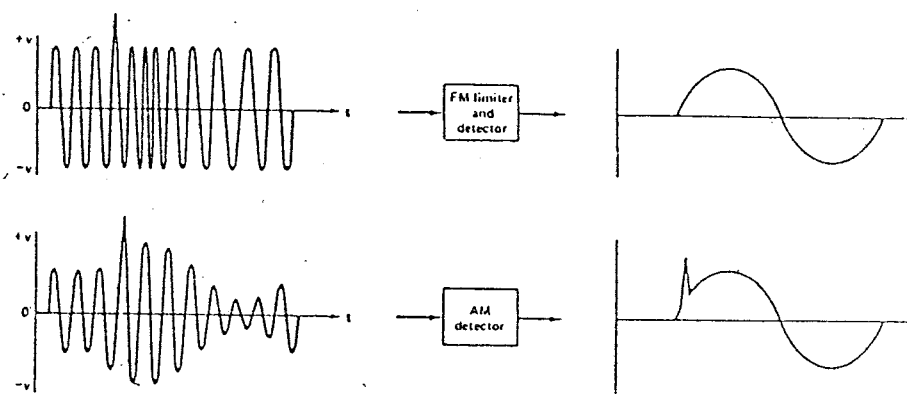 +v
0
-v
t
FM limiter
and
detector
+v
0
-v
t
AM
detector